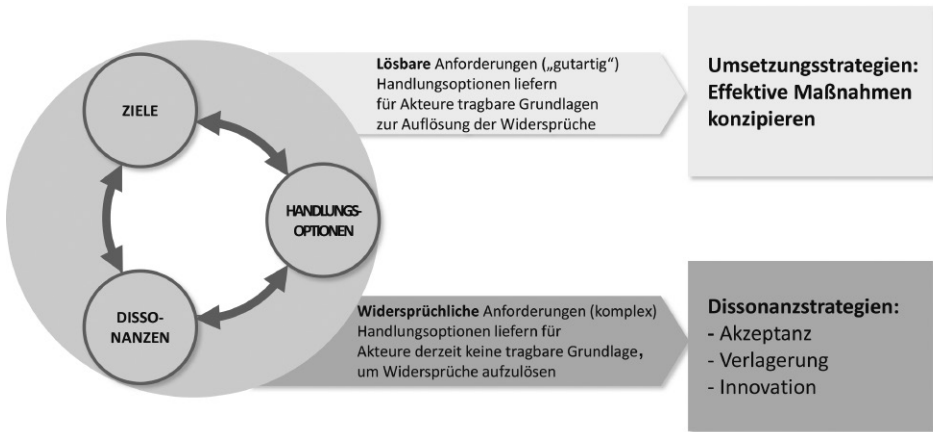 ZIELE
HANDLUNGS-
OPTIONEN
DISSO-
NANZEN
Lösbare Anforderungen („gutartig“)
Handlungsoptionen liefern
für Akteure tragbare Grundlagen
zur Auflösung der Widersprüche
Umsetzungsstrategien:
Effektive Maßnahmen
konzipieren
Widersprüchliche Anforderungen (komplex)
Handlungsoptionen liefern für
Akteure derzeit keine tragbare Grundlage,
um Widersprüche aufzulösen
Dissonanzstrategien:
- Akzeptanz
- Verlagerung
- Innovation